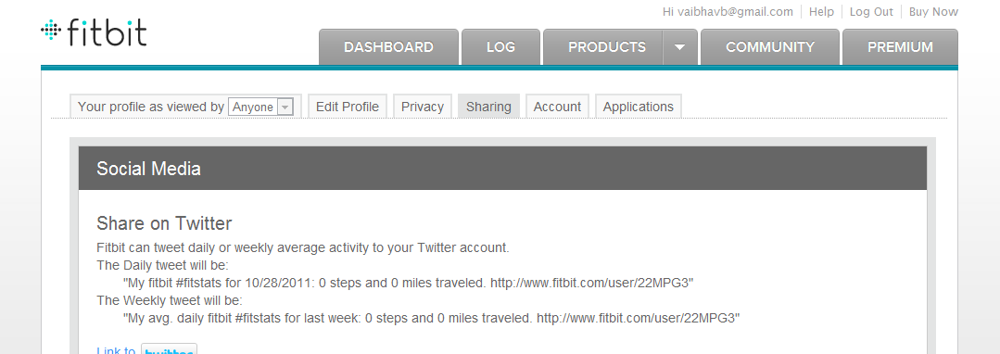 Hi vaibhavb@gmail.com Help Log Out Buy Now
fitbit
DASHBOARD LOG PRODUCTS COMMUNITY PREMIUM
Your profile as viewed by Anyone Edit Profile Privacy Sharing Account Applications
Social Media
Share on Twitter
Fitbit can tweet daily or weekly average activity to your Twitter account.
The Daily tweet will be:
"My fitbit #fitstats for 10/28/2011: 0 steps and 0 miles traveled. http://www.fitbit.com/user/22MPG3"
The Weekly tweet will be:
"My avg. daily fitbit #fitstats for last week: 0 steps and 0 miles traveled. http://www.fitbit.com/user/22MPG3"
Link to twitter